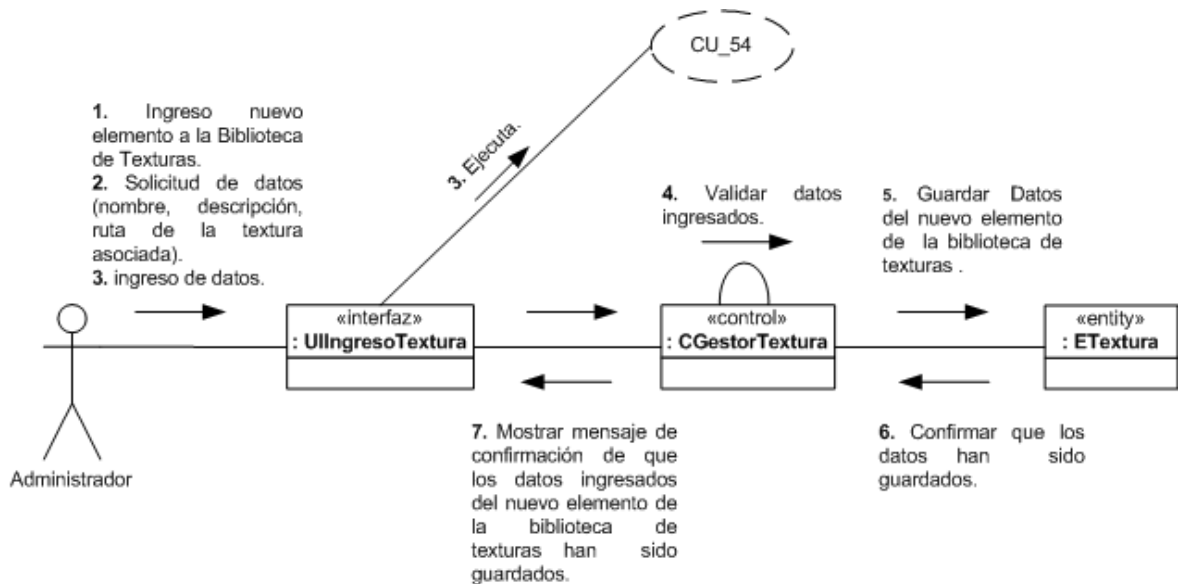 CU_54
1. Ingreso nuevo
elemento a la Biblioteca
de Texturas.
2. Solicitud de datos
(nombre, descripción,
ruta de la textura
asociada).
3. ingreso de datos.
3. Ejecuta.
4. Validar datos
ingresados.
5. Guardar Datos
del nuevo elemento
de la biblioteca de
texturas .
«interfaz»
: UIIngresoTextura
«control»
: CGestorTextura
«entity»
: ETextura
Administrador
7. Mostrar mensaje de
confirmación de que
los datos ingresados
del nuevo elemento de
la biblioteca de
texturas han sido
guardados.
6. Confirmar que los
datos han sido
guardados.